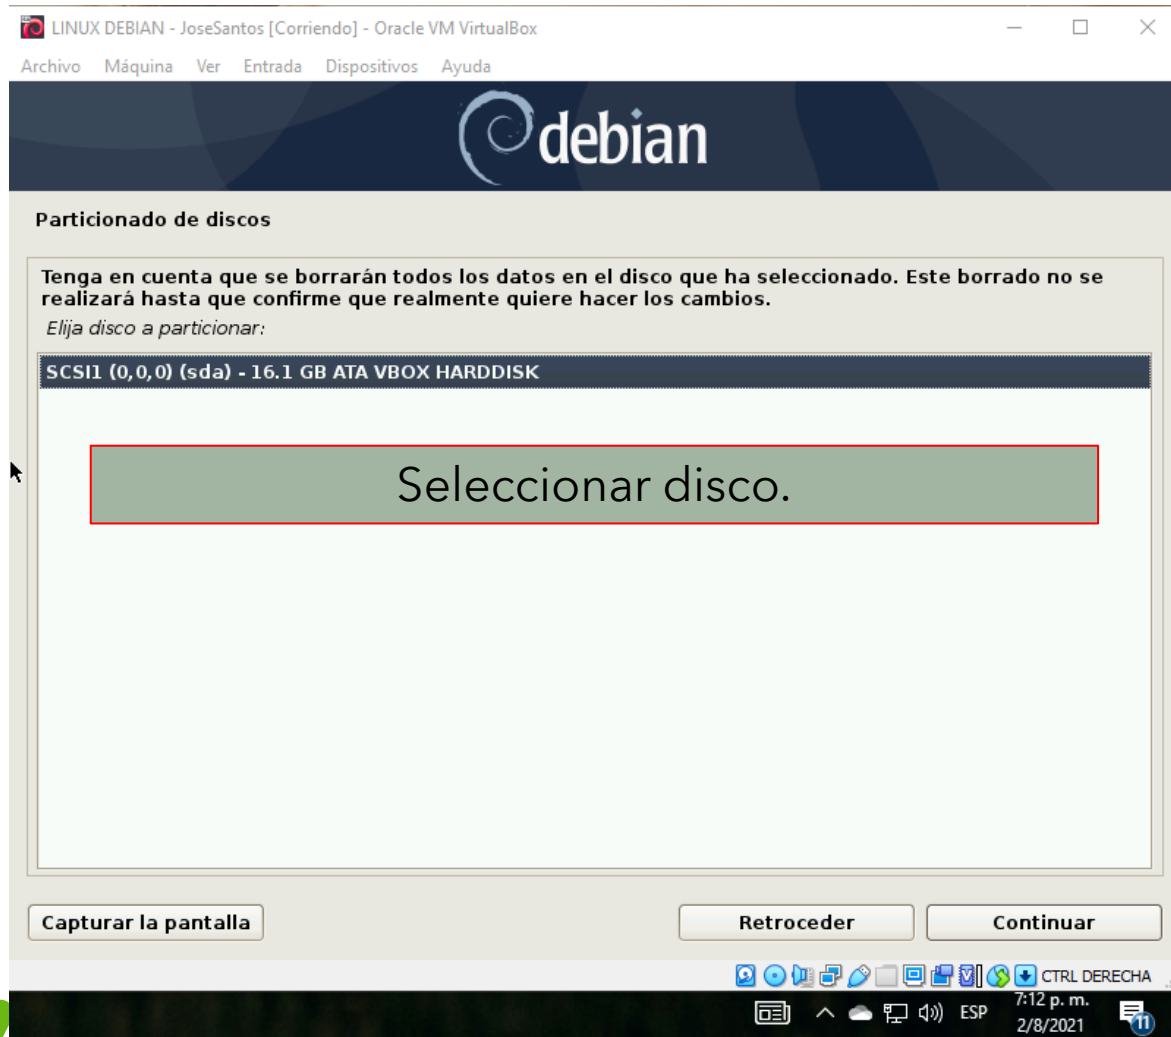 LINUX DEBIAN - JoseSantos [Corriendo] - Oracle VM VirtualBox
Archivo Máquina Ver Entrada Dispositivos Ayuda
debian
Particionado de discos
Tenga en cuenta que se borrarán todos los datos en el disco que ha seleccionado. Este borrado no se
realizará hasta que confirme que realmente quiere hacer los cambios.
Elija disco a particionar:
SCSI1 (0,0,0) (sda) - 16.1 GB ATA VBOX HARDDISK
Seleccionar disco.
Capturar la pantalla Retroceder Continuar
CTRL DERECHA
ESP 7:12 p. m.
2/8/2021 11